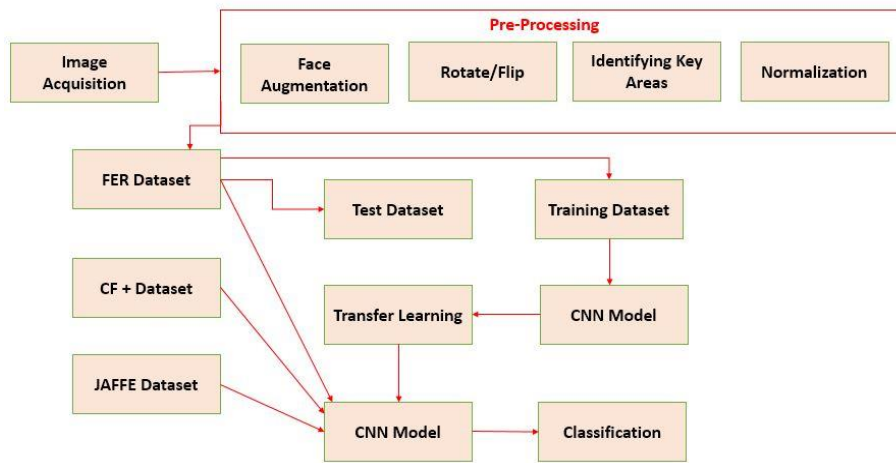 Pre-Processing
Image
Acquisition
Face
Augmentation
Rotate/Flip
Identifying Key
Areas
Normalization
FER Dataset
Test Dataset
Training Dataset
CF + Dataset
Transfer Learning
CNN Model
JAFFE Dataset
CNN Model
Classification